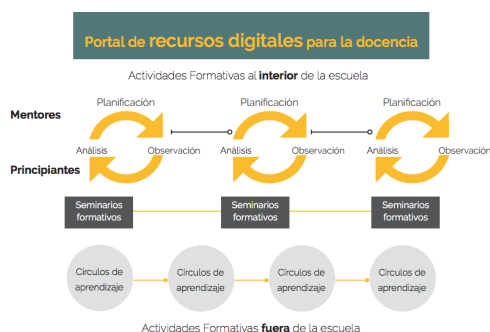 Portal de recursos digitales para la docencia
Actividades Formativas al interior de la escuela
Planificación Planificación Planificación
Mentores
Análisis Observación Análisis Observación Análisis Observación
Principiantes
Seminarios Seminarios Seminarios
formativos formativos formativos
Círculos de Círculos de Círculos de Círculos de
aprendizaje aprendizaje aprendizaje aprendizaje
Actividades Formativas fuera de la escuela